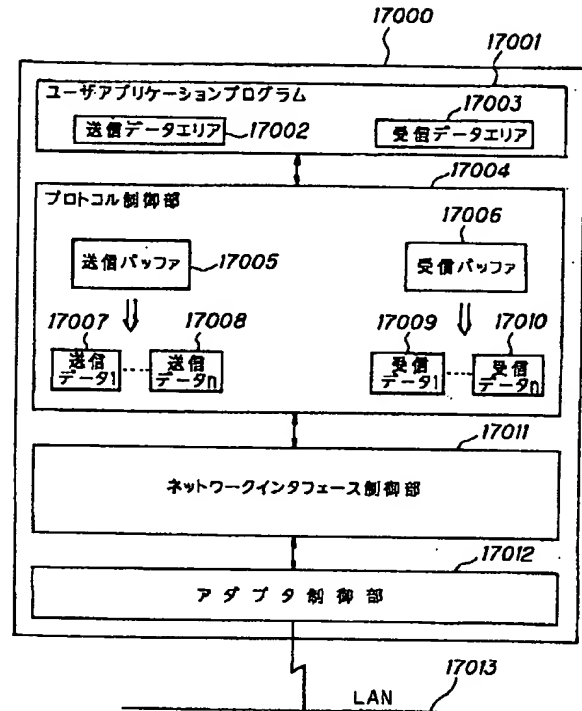 17000
17001
ユーザアプリケーションプログラム
17003
送信データエリア
17002
受信データエリア
17004
プロトコル制御部
17006
送信バッファ
17005
受信バッファ
17007
17008
17009
17010
送信
データ1
送信
データn
受信
データ1
受信
データn
17011
ネットワークインタフェース制御部
17012
アダプタ制御部
17013
LAN